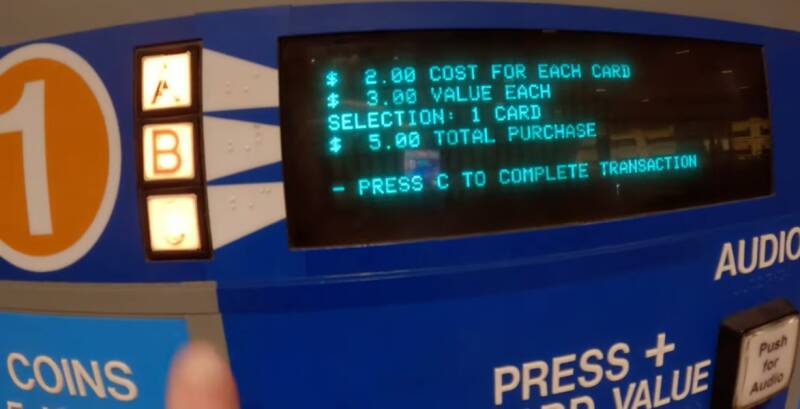 1
A
B
C
$ 2.00 COST FOR EACH CARD
$ 3.00 VALUE EACH
SELECTION: 1 CARD
$ 5.00 TOTAL PURCHASE
- PRESS C TO COMPLETE TRANSACTION
AUDIO
COINS
PRESS +
VALUE
Push
for
Audio